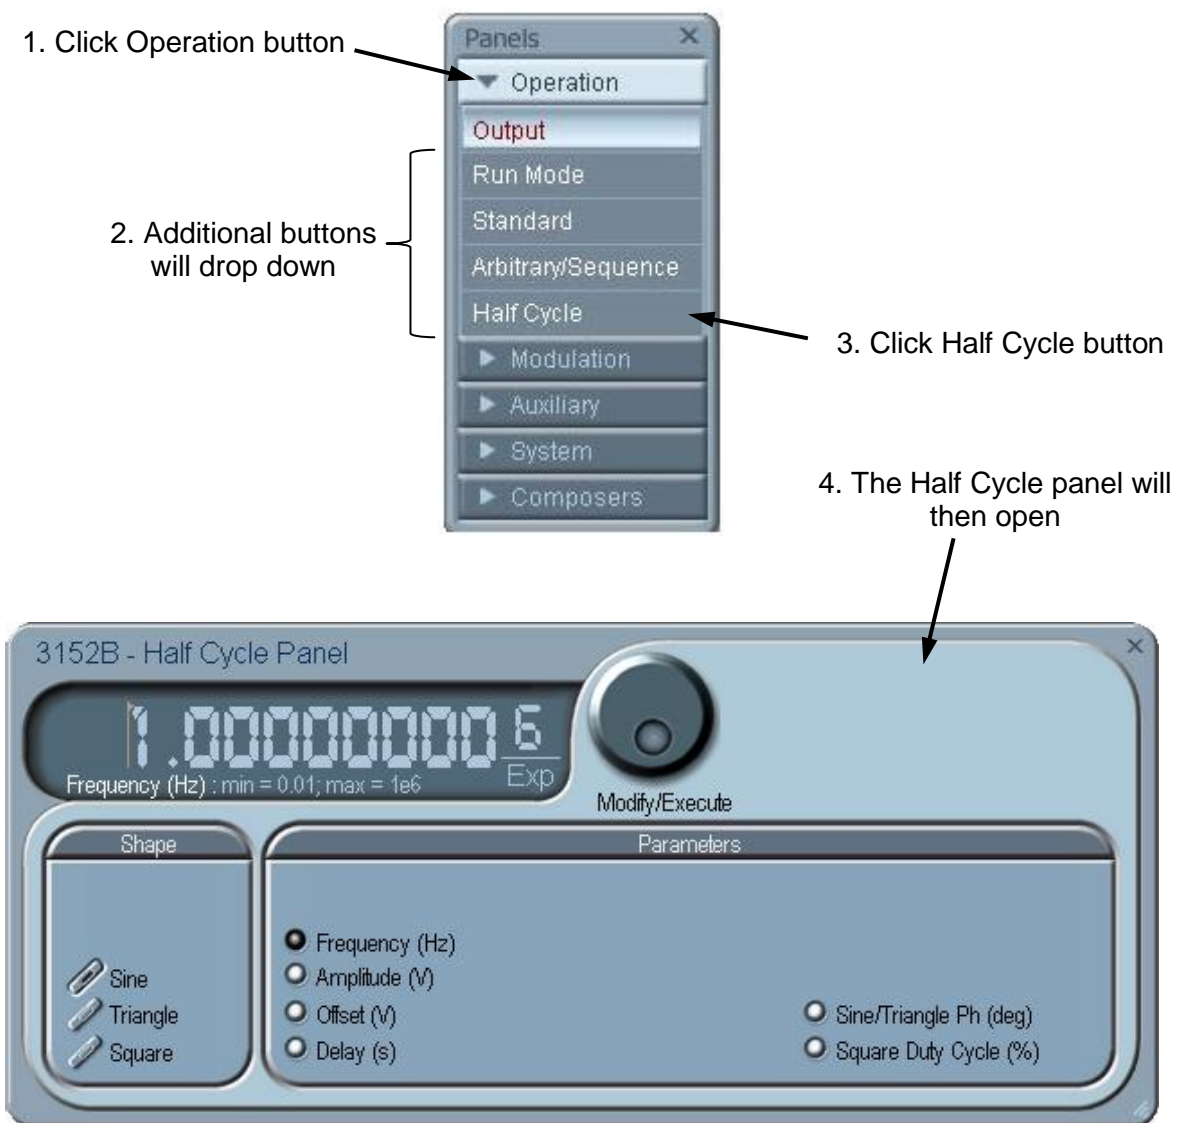 1. Click Operation button
Panels
Operation
Output
Run Mode
Standard
2. Additional buttons
will drop down
Arbitrary/Sequence
Half Cycle
3. Click Half Cycle button
Modulation
Auxiliary
System
Composers
4. The Half Cycle panel will
then open
3152B - Half Cycle Panel
1.00000000 6
Exp
Frequency (Hz) : min = 0.01; max = 1e6
Modify/Execute
Shape
Parameters
Frequency (Hz)
Sine
Amplitude (V)
Triangle
Offset (V)
Sine/Triangle Ph (deg)
Square
Delay (s)
Square Duty Cycle (%)